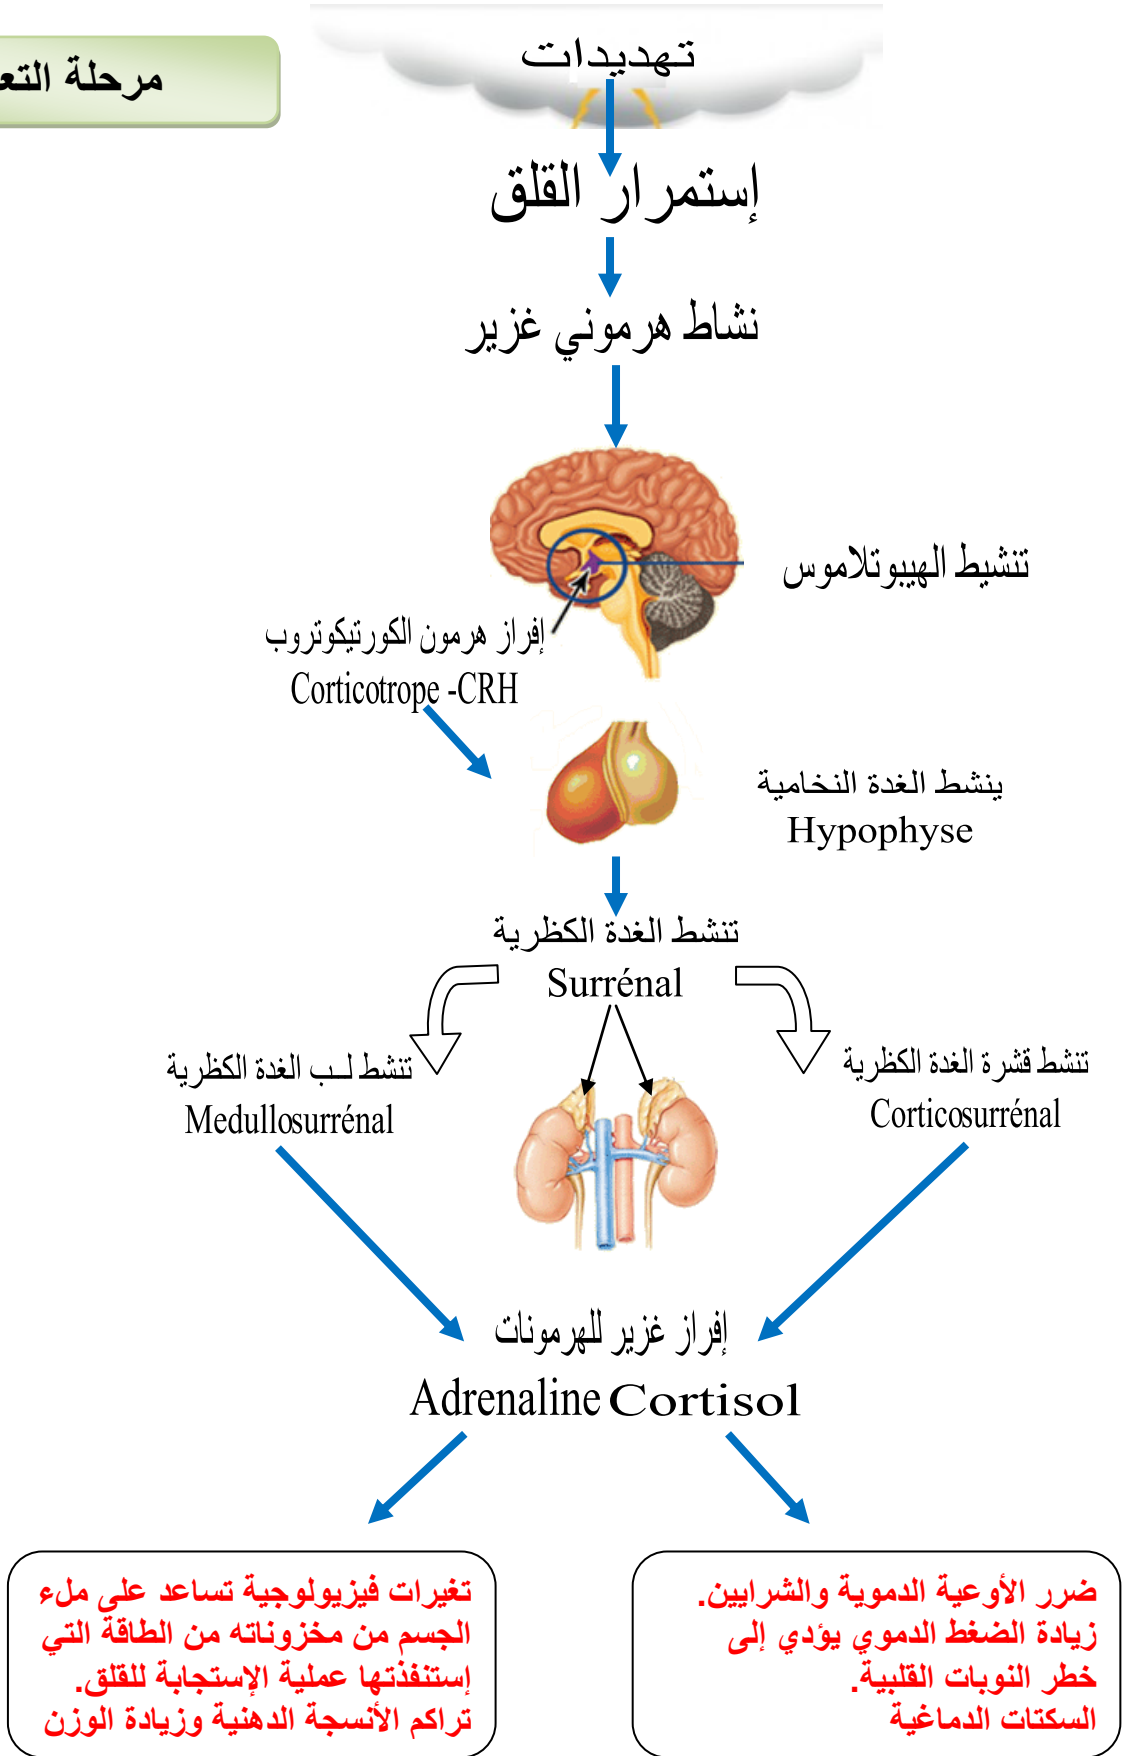 مرحلة
تهديدات
إستمرار القلق
نشاط هرموني غزير
تنشيط الهيبوتلاموس
إفراز هرمون الكورتيكوتروب
Corticotrope -CRH
ينشط الغدة النخامية
Hypophyse
تنشط الغدة الكظرية
Surrénal
تنشط قشرة الغدة الكظرية
Corticosurrénal
تنشط لــب الغدة الكظرية
Medullosurrénal
إفراز غزير للهرمونات
Adrenaline Cortisol
ضرر الأوعية الدموية والشرايين.
زيادة الضغط الدموي يؤدي إلى
خطر النوبات القلبية.
السكتات الدماغية
تغيرات فيزيولوجية تساعد على ملء
الجسم من مخزوناته من الطاقة التي
إستنفذتها عملية الإستجابة للقلق.
تراكم الأنسجة الدهنية وزيادة الوزن